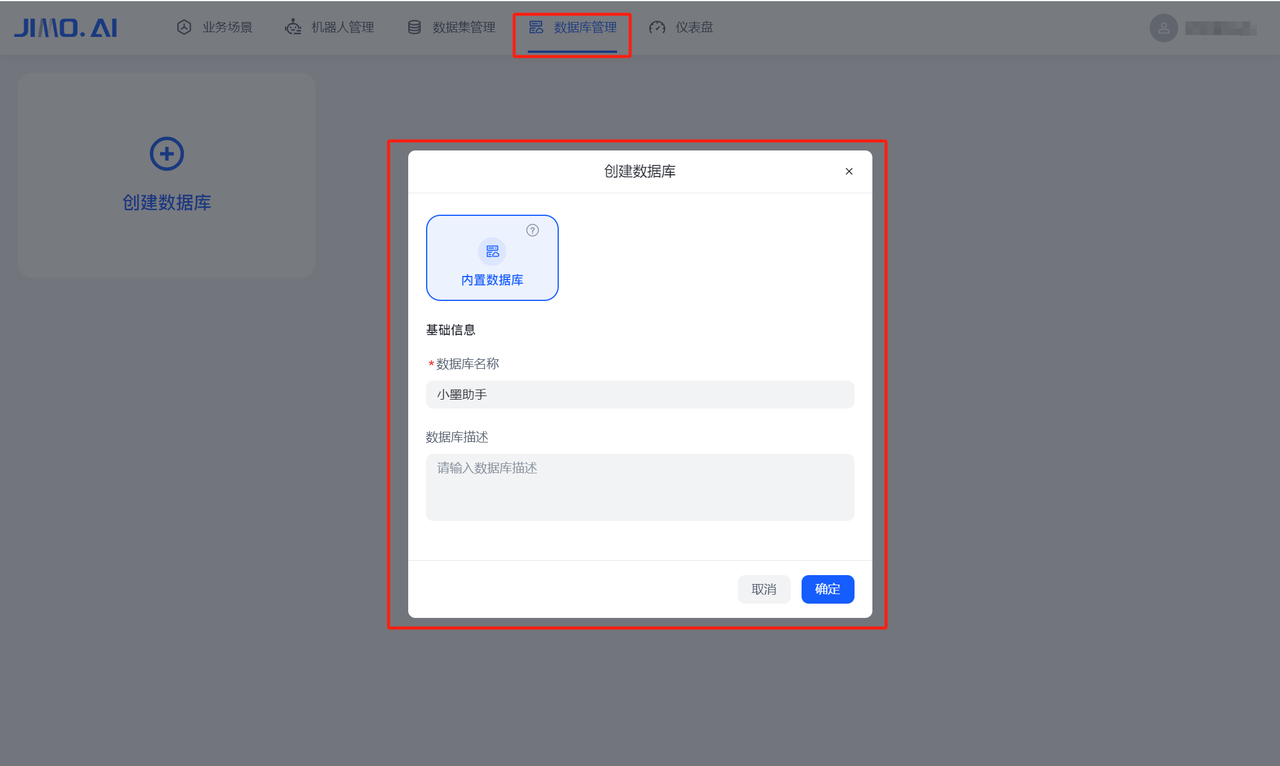 JIMO.AI 业务场景 机器人管理 数据集管理 数据库管理 仪表盘
创建数据库
创建数据库 ×
?
内置数据库
基础信息
*数据库名称
小墨助手
数据库描述
请输入数据库描述
取消 确定